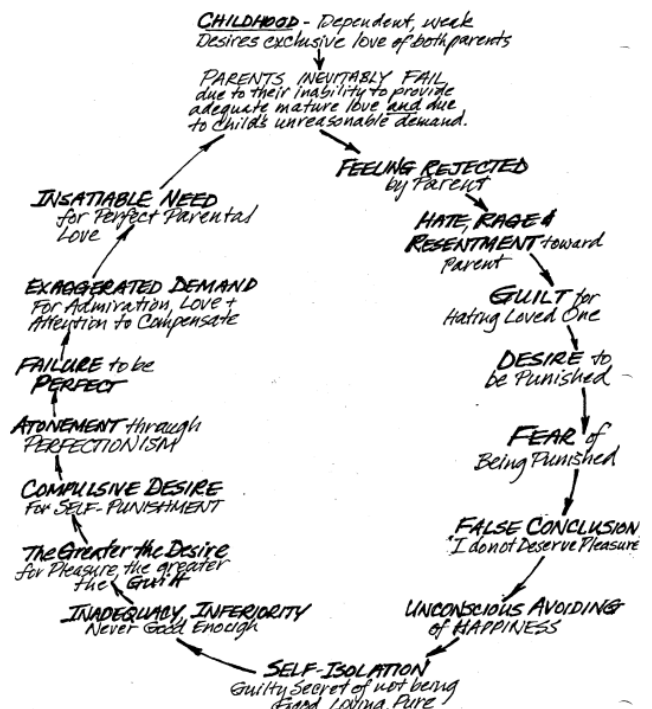 CHILDHOOD - Dependent, weak
Desires exclusive love of both parents
PARENTS INEVITABLY FAIL
due to their inability to provide
adequate mature love and due
to child's unreasonable demand.
FEELING REJECTED
by Parent
HATE, RAGE &
RESENTMENT toward
Parent
GUILT for
Hating Loved One
DESIRE to
be Punished
FEAR of
Being Punished
FALSE CONCLUSION
"I do not Deserve Pleasure
UNCONSCIOUS AVOIDING
of HAPPINESS
SELF-ISOLATION
Guilty Secret of not being
Good, Loving, Pure
INADEQUACY, INFERIORITY
Never Good Enough
The Greater the Desire
for Pleasure, the greater
the Guilt
COMPULSIVE DESIRE
For SELF-PUNISHMENT
ATONEMENT through
PERFECTIONISM
FAILURE to be
PERFECT
EXAGGERATED DEMAND
For Admiration, Love +
Attention to Compensate
INSATIABLE NEED
for Perfect Parental
Love